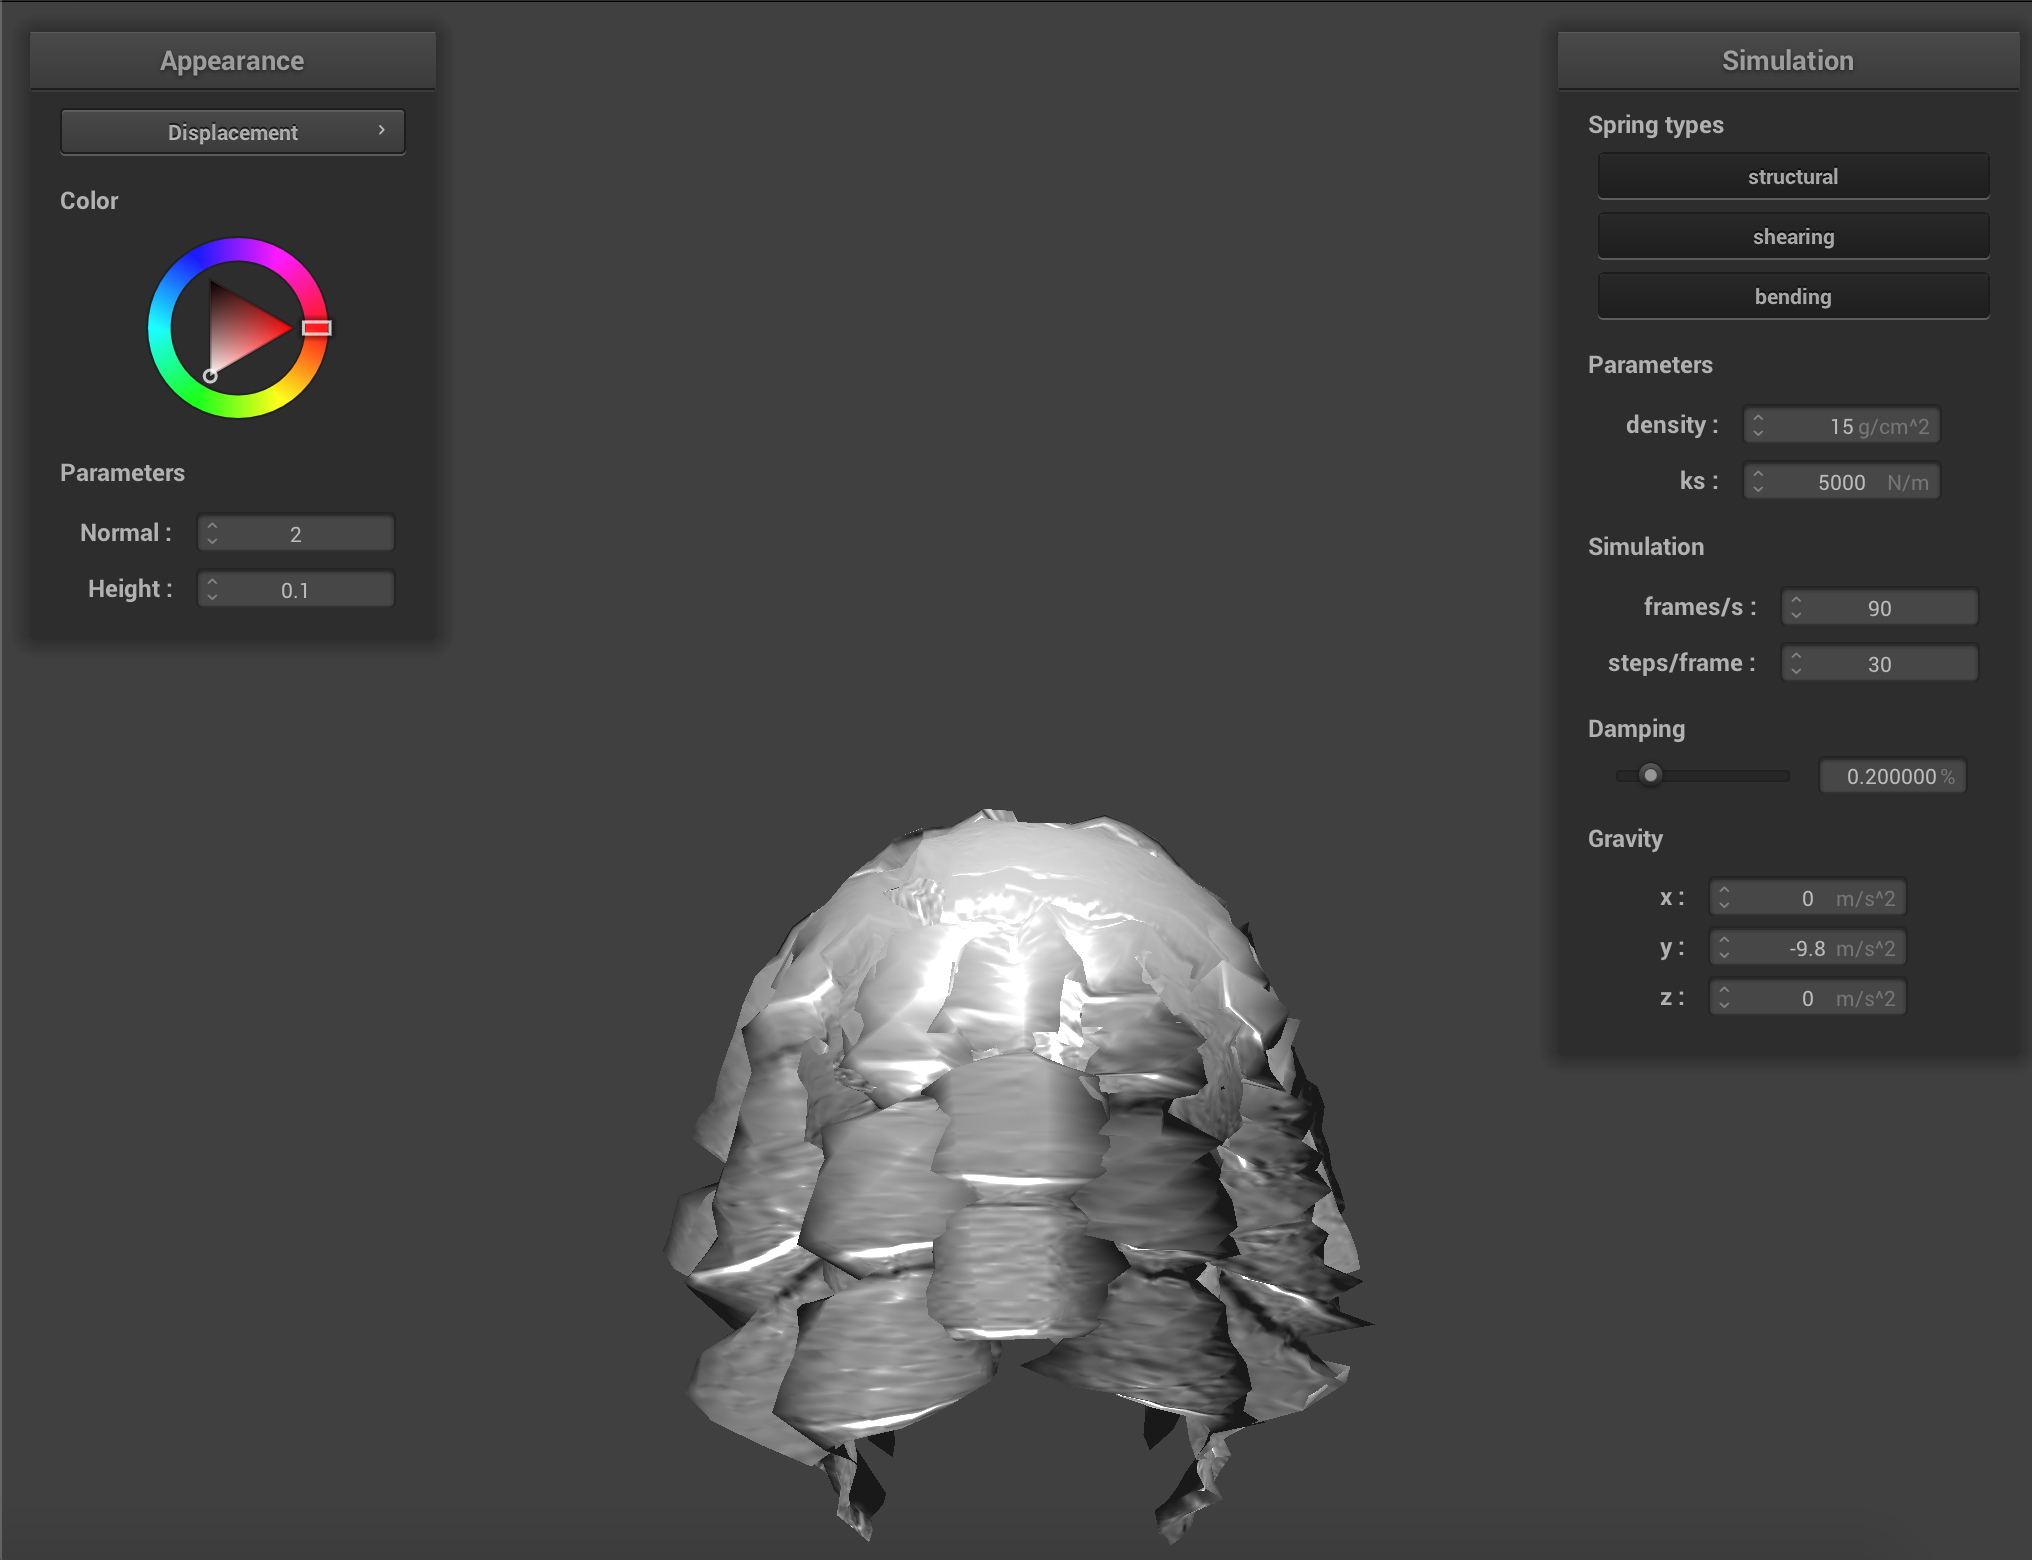 Appearance
Displacement
Color
Parameters
Normal : 2
Height : 0.1
Simulation
Spring types
structural
shearing
bending
Parameters
density : 15 g/cm^2
ks : 5000 N/m
Simulation
frames/s : 90
steps/frame : 30
Damping
0.200000 %
Gravity
x : 0 m/s^2
y : -9.8 m/s^2
z : 0 m/s^2